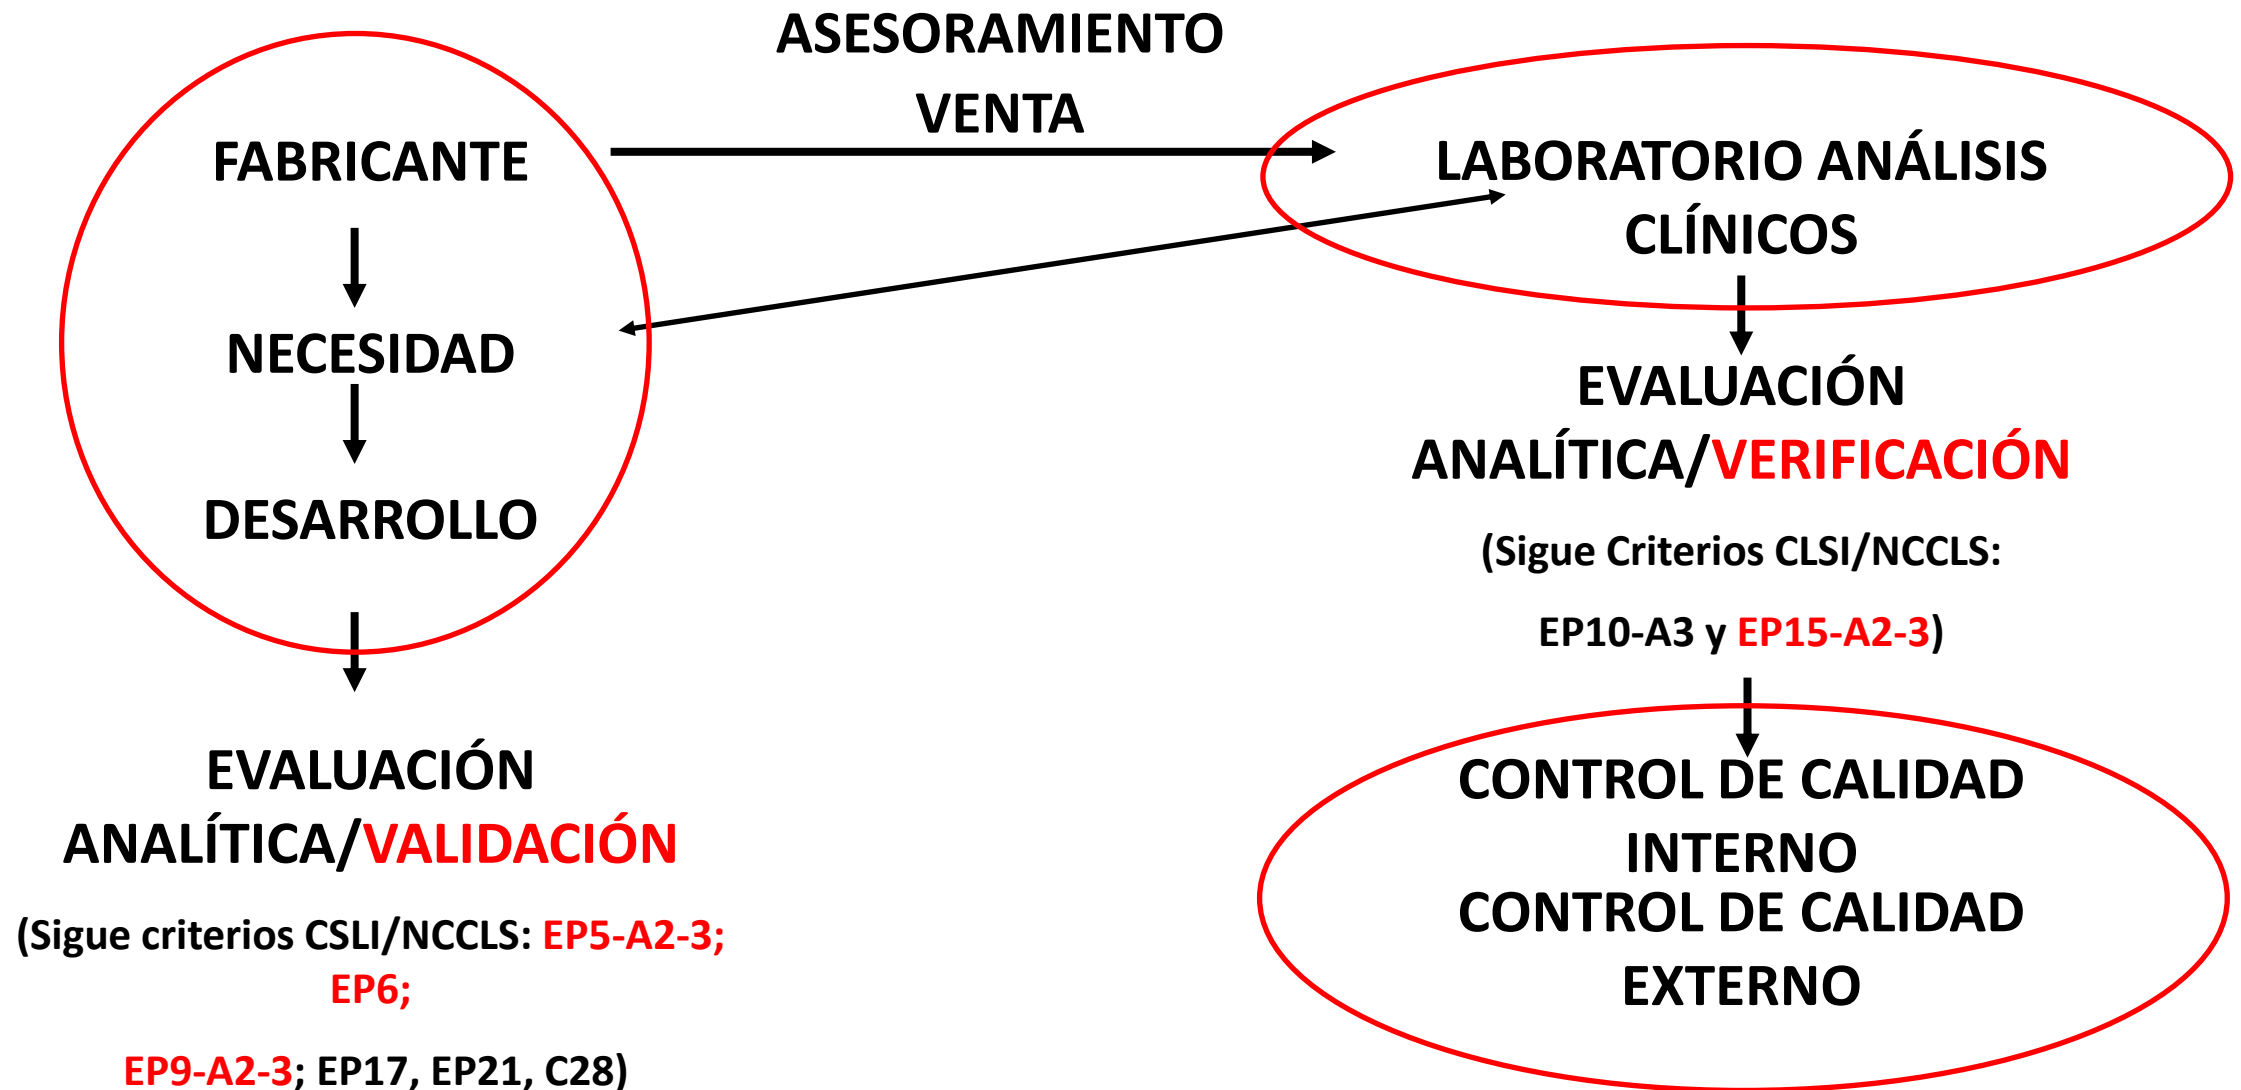 ASESORAMIENTO
VENTA
FABRICANTE
NECESIDAD
DESARROLLO
EVALUACIÓN
ANALÍTICA/VALIDACIÓN
(Sigue criterios CSLI/NCCLS: EP5-A2-3;
EP6;
EP9-A2-3; EP17, EP21, C28)
LABORATORIO ANÁLISIS
CLÍNICOS
EVALUACIÓN
ANALÍTICA/VERIFICACIÓN
(Sigue Criterios CLSI/NCCLS:
EP10-A3 y EP15-A2-3)
CONTROL DE CALIDAD
INTERNO
CONTROL DE CALIDAD
EXTERNO